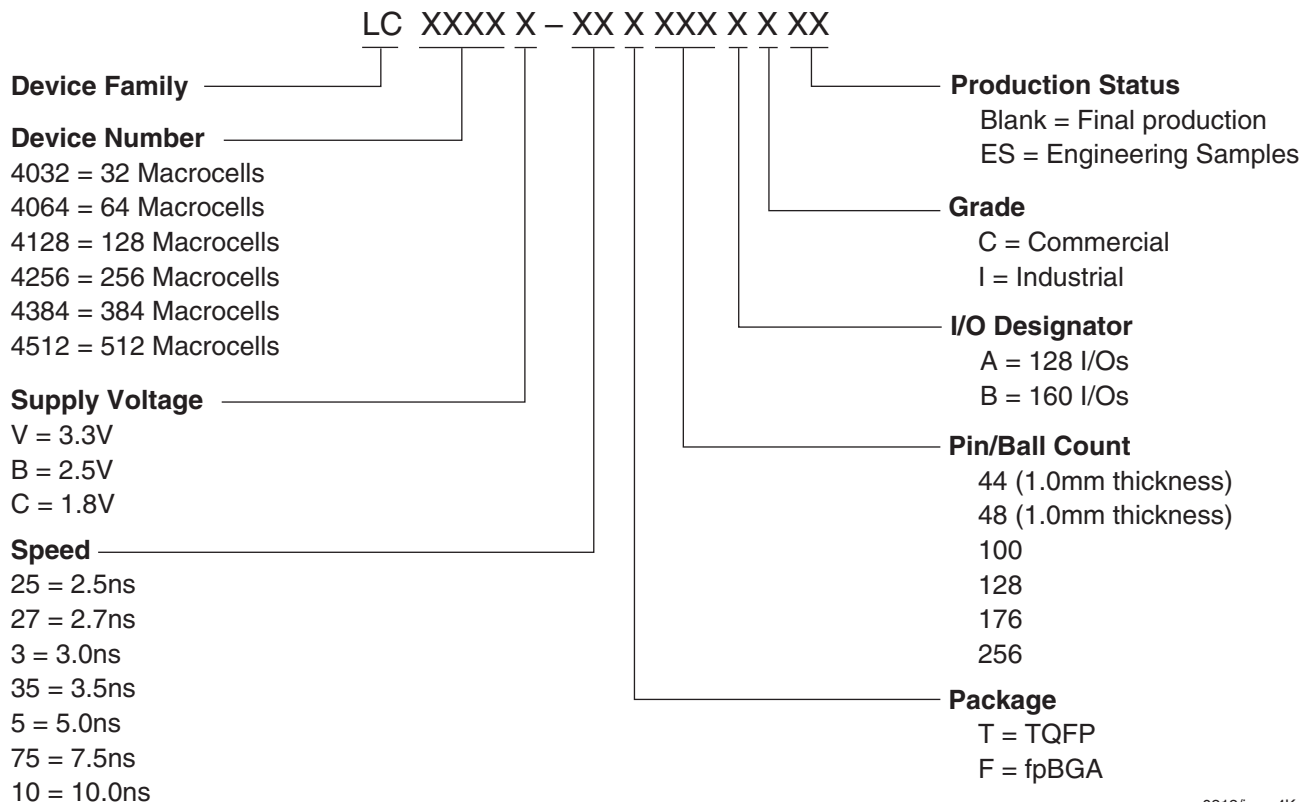 LC XXXX X – XX X XXX X X XX
Device Family
Device Number
4032 = 32 Macrocells
4064 = 64 Macrocells
4128 = 128 Macrocells
4256 = 256 Macrocells
4384 = 384 Macrocells
4512 = 512 Macrocells
Supply Voltage
V = 3.3V
B = 2.5V
C = 1.8V
Speed
25 = 2.5ns
27 = 2.7ns
3 = 3.0ns
35 = 3.5ns
5 = 5.0ns
75 = 7.5ns
10 = 10.0ns
Production Status
Blank = Final production
ES = Engineering Samples
Grade
C = Commercial
I = Industrial
I/O Designator
A = 128 I/Os
B = 160 I/Os
Pin/Ball Count
44 (1.0mm thickness)
48 (1.0mm thickness)
100
128
176
256
Package
T = TQFP
F = fpBGA